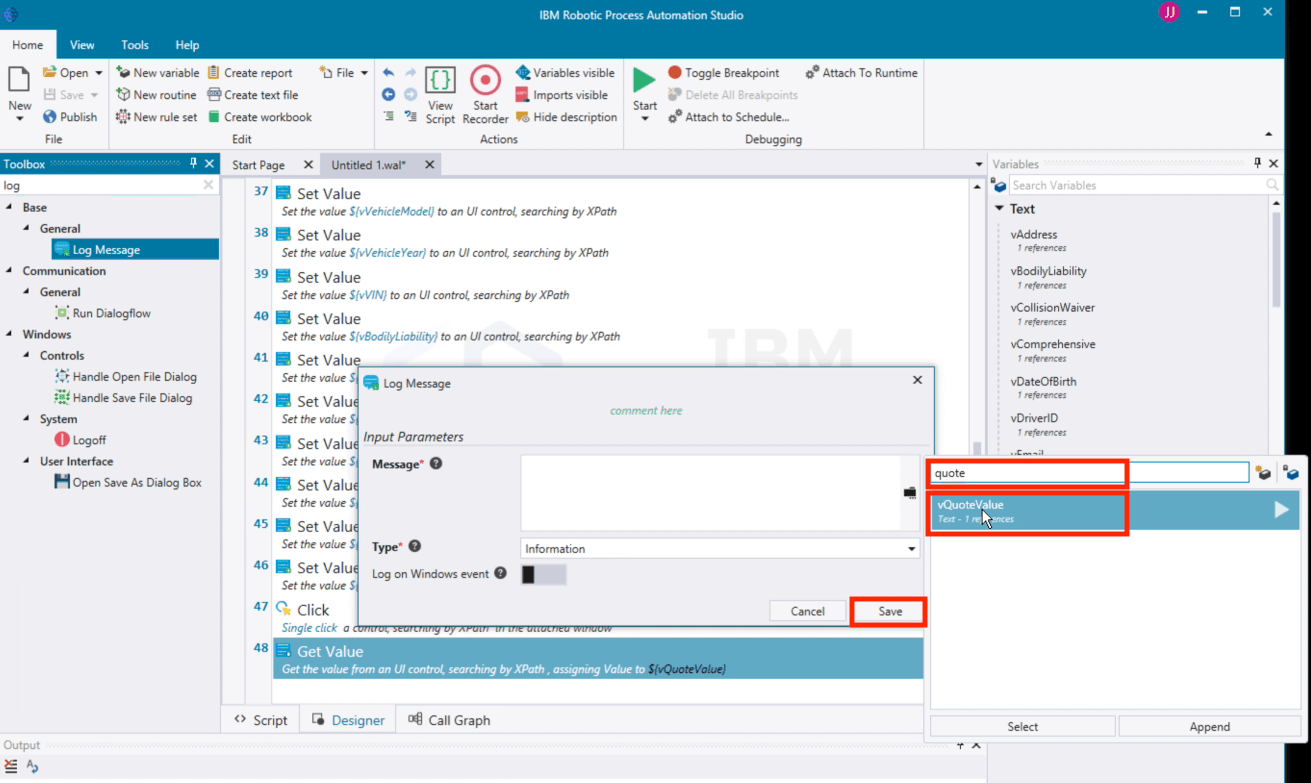 IBM Robotic Process Automation Studio
JJ
Home View Tools Help
New
Open
Save
Publish
File
New variable
New routine
New rule set
Create report
Create text file
Create workbook
File
Edit
View Script
Start Recorder
Variables visible
Imports visible
Hide description
Actions
Start
Toggle Breakpoint
Delete All Breakpoints
Attach to Schedule...
Attach To Runtime
Debugging
Toolbox
log
Base
General
Log Message
Communication
General
Run Dialogflow
Windows
Controls
Handle Open File Dialog
Handle Save File Dialog
System
Logoff
User Interface
Open Save As Dialog Box
Start Page
Untitled 1.wal*
37 Set Value
Set the value ${vVehicleModel} to an UI control, searching by XPath
38 Set Value
Set the value ${vVehicleYear} to an UI control, searching by XPath
39 Set Value
Set the value ${vVIN} to an UI control, searching by XPath
40 Set Value
Set the value ${vBodilyLiability} to an UI control, searching by XPath
IBM
41 Set Value
Set the value $
42 Set Value
Set the value $
43 Set Value
Set the value $
44 Set Value
Set the value $
45 Set Value
Set the value $
46 Set Value
Set the value $
47 Click
Single click a control, searching by XPath in the attached window
48 Get Value
Get the value from an UI control, searching by XPath , assigning Value to ${vQuoteValue}
Log Message
comment here
Input Parameters
Message*
Type*
Information
Log on Windows event
Cancel
Save
Variables
Search Variables
Text
vAddress
1 references
vBodilyLiability
1 references
vCollisionWaiver
1 references
vComprehensive
1 references
vDateOfBirth
1 references
vDriverID
1 references
vEmail
quote
vQuoteValue
Text - 1 references
Select
Append
Script
Designer
Call Graph
Output